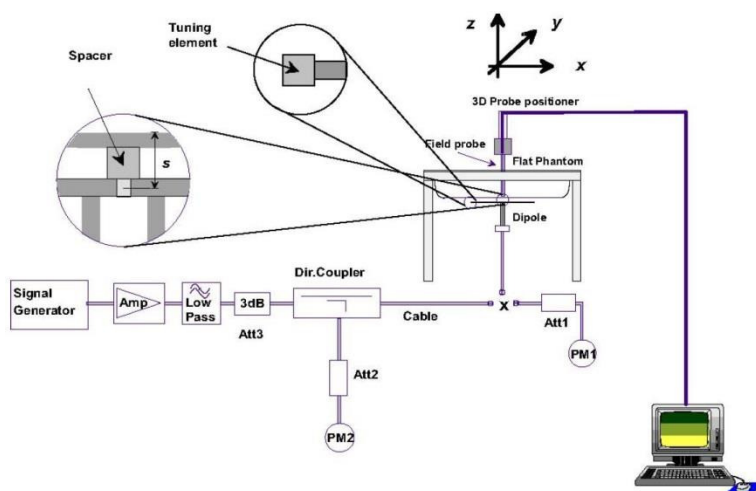 Tuning
element
Spacer
s
z
y
x
3D Probe positioner
Field probe
Flat Phantom
Dipole
Signal
Generator
Amp
Low
Pass
3dB
Att3
Dir.Coupler
Cable
x
Att1
PM1
Att2
PM2